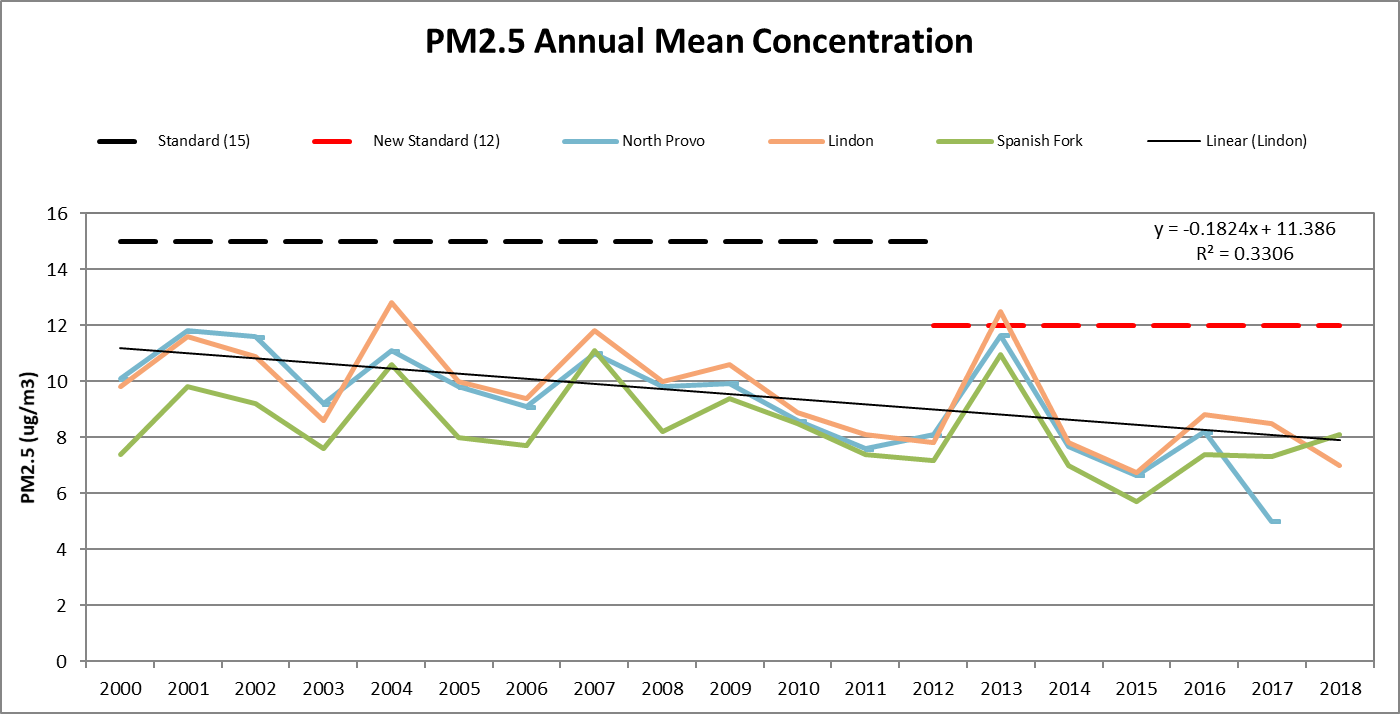 PM2.5 Annual Mean Concentration
Standard (15) New Standard (12) North Provo Lindon Spanish Fork Linear (Lindon)
y = -0.1824x + 11.386
R² = 0.3306
16
14
12
10
8
6
4
2
0
PM2.5 (ug/m3)
2000 2001 2002 2003 2004 2005 2006 2007 2008 2009 2010 2011 2012 2013 2014 2015 2016 2017 2018